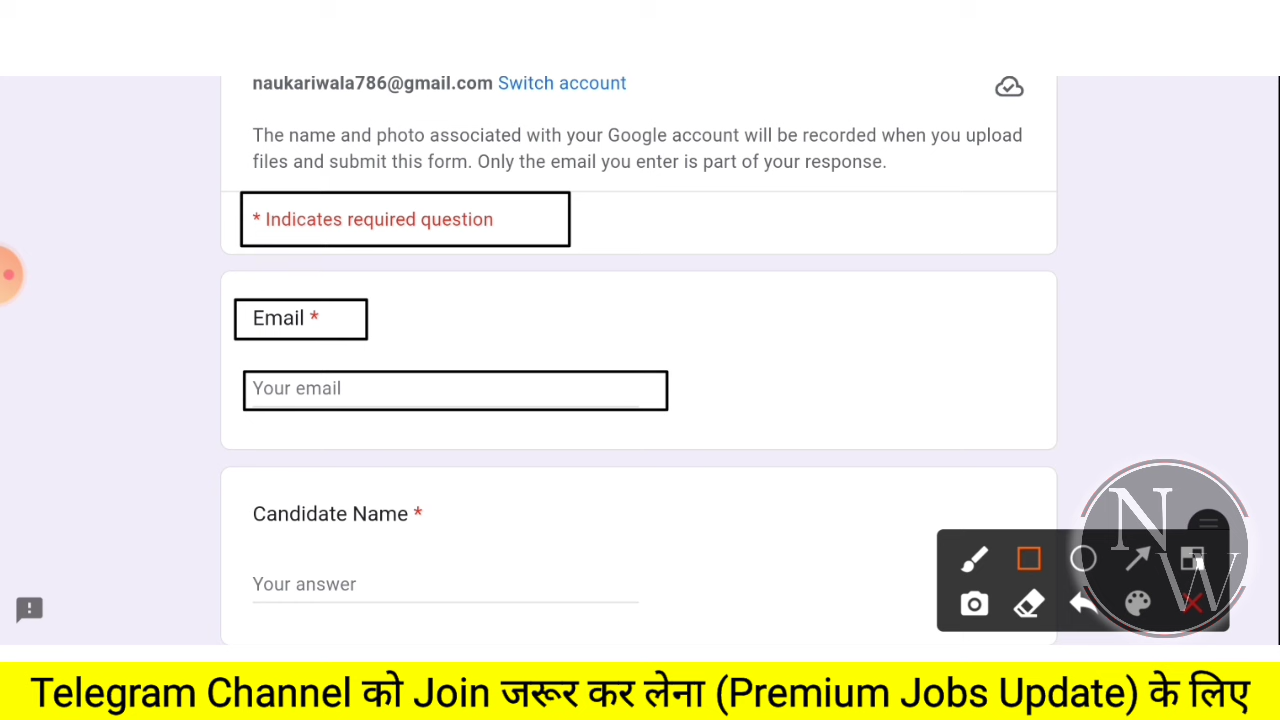 naukariwala786@gmail.com Switch account
The name and photo associated with your Google account will be recorded when you upload
files and submit this form. Only the email you enter is part of your response.
* Indicates required question
Email *
Your email
Candidate Name *
Your answer
N
W
Telegram Channel को Join जरूर कर लेना (Premium Jobs Update) के लिए